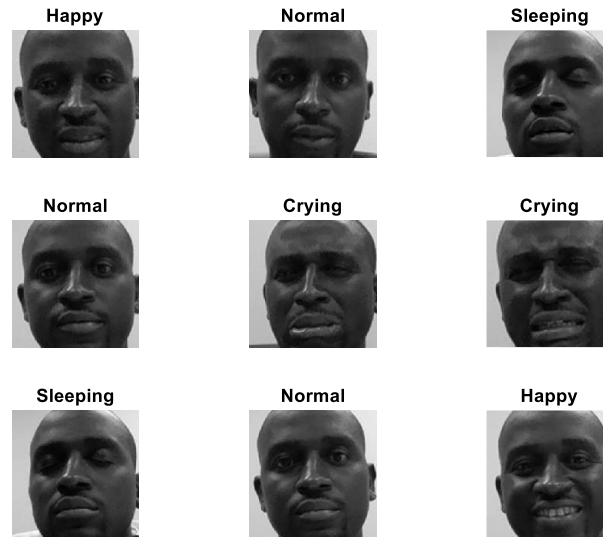 Happy
Normal
Sleeping
Normal
Crying
Crying
Sleeping
Normal
Happy